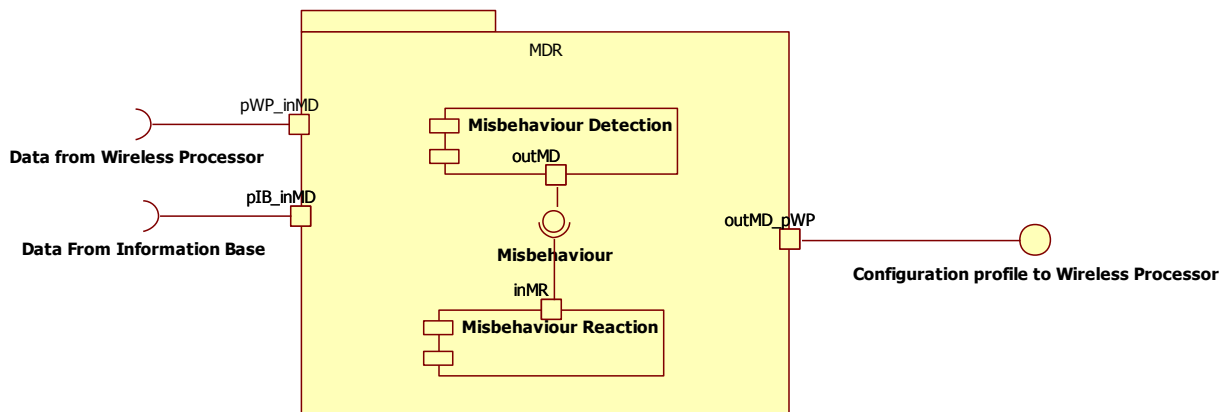 MDR
pWP_inMD
Data from Wireless Processor
Misbehaviour Detection
outMD
pIB_inMD
Data From Information Base
outMD_pWP
Misbehaviour
Configuration profile to Wireless Processor
inMR
Misbehaviour Reaction